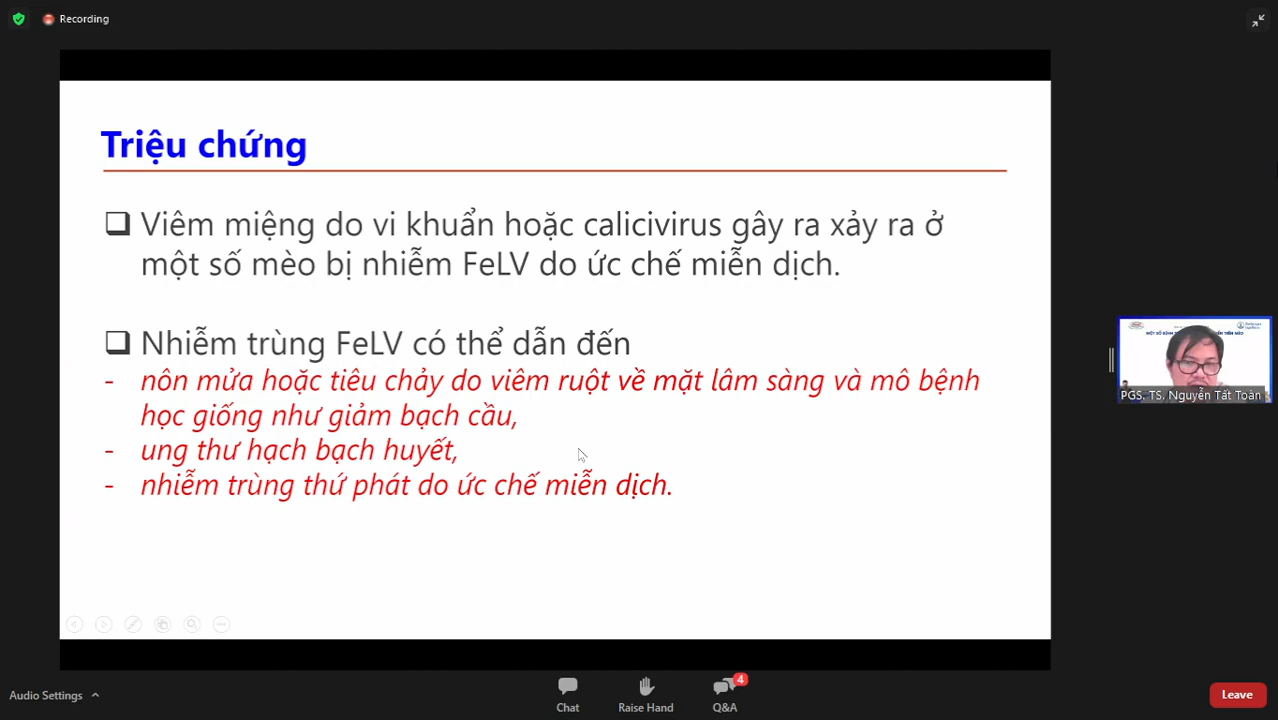 Recording
Triệu chứng
❑ Viêm miệng do vi khuẩn hoặc calicivirus gây ra xảy ra ở
một số mèo bị nhiễm FeLV do ức chế miễn dịch.
❑ Nhiễm trùng FeLV có thể dẫn đến
- nôn mửa hoặc tiêu chảy do viêm ruột về mặt lâm sàng và mô bệnh
học giống như giảm bạch cầu,
- ung thư hạch bạch huyết,
- nhiễm trùng thứ phát do ức chế miễn dịch.
PGS. TS. Nguyễn Tất Toàn
Audio Settings
Chat
Raise Hand
4
Q&A
Leave